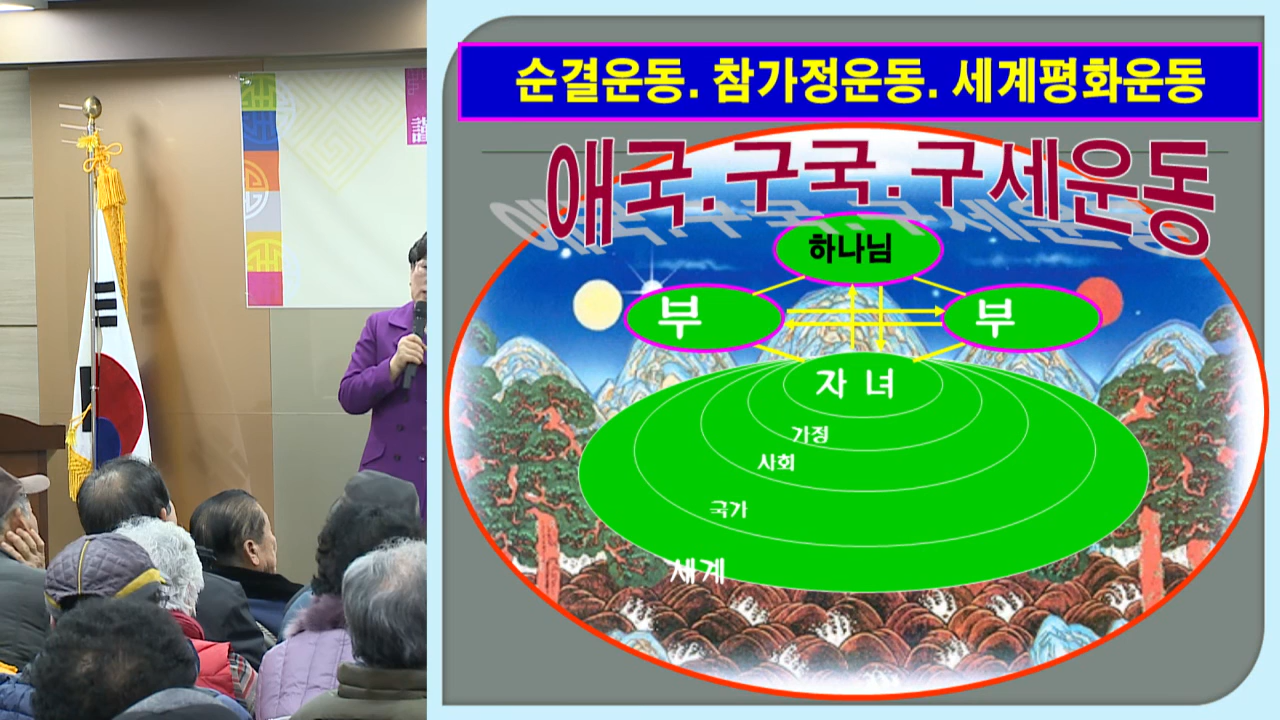 순결운동. 참가정운동. 세계평화운동
애국.구국.구세운동
하나님
부 부
자 녀
가정
사회
국가
세계